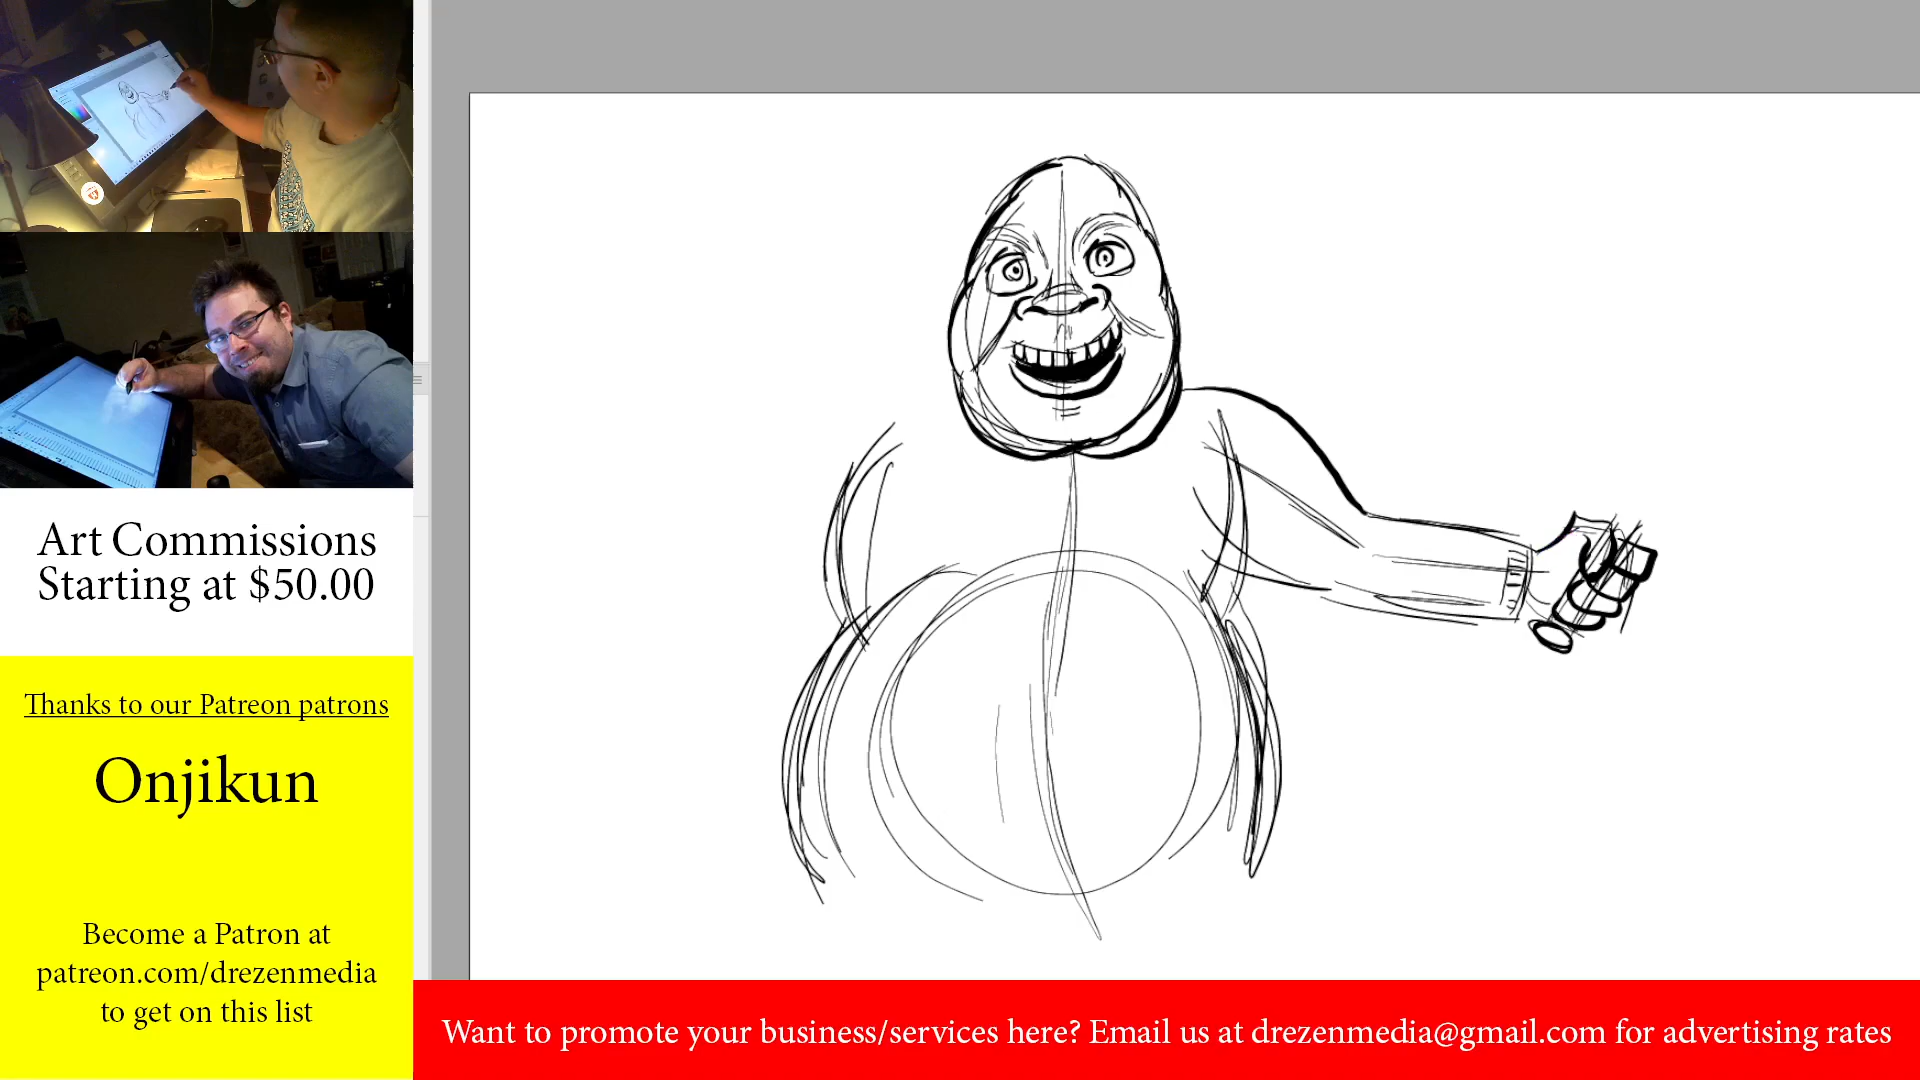 Art Commissions
Starting at $50.00
Thanks to our Patreon patrons
Onjikun
Become a Patron at
patreon.com/drezenmedia
to get on this list
Want to promote your business/services here? Email us at drezenmedia@gmail.com for advertising rates